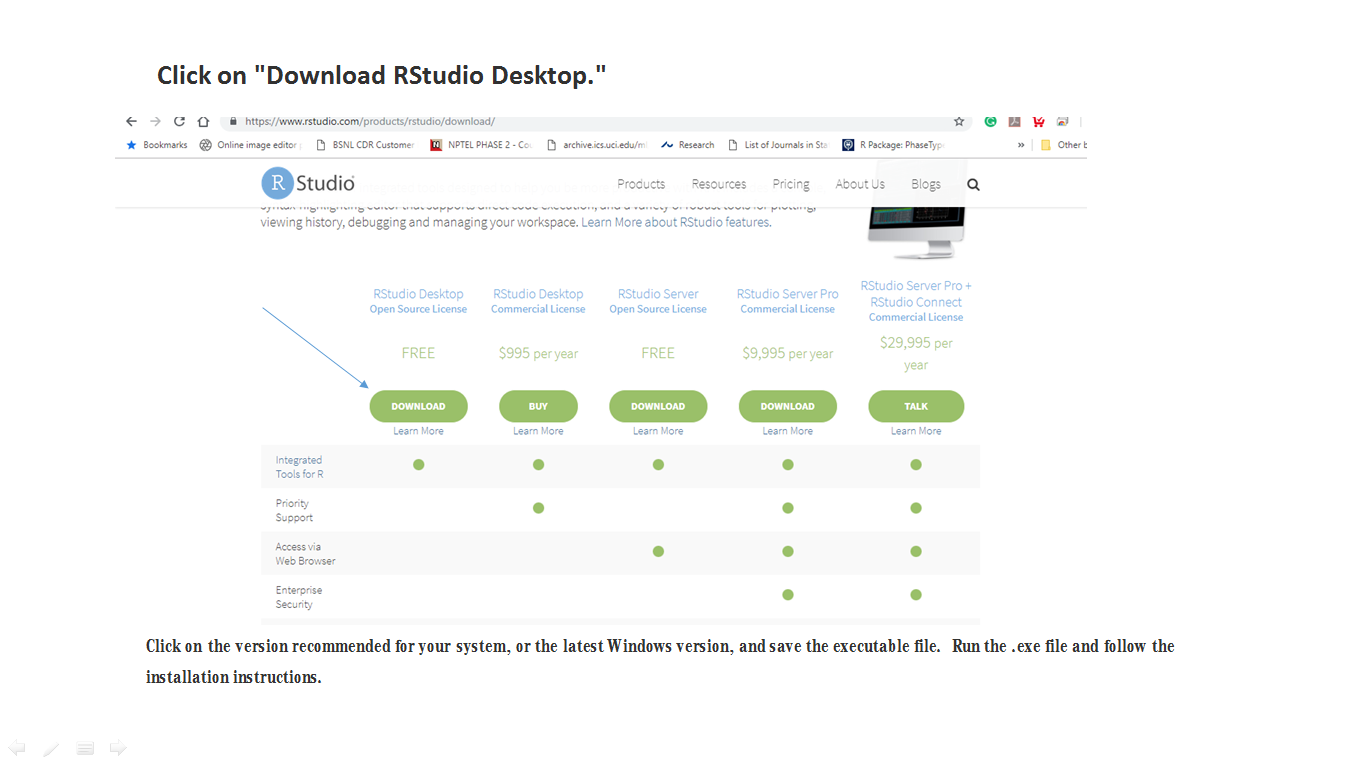 Click on "Download RStudio Desktop."
https://www.rstudio.com/products/rstudio/download/
Bookmarks Online image editor BSNL CDR Customer NPTEL PHASE 2 - Co archive.ics.uci.edu/m Research List of Journals in Sta R Package: PhaseType » Other b
R Studio Products Resources Pricing About Us Blogs
syntax-highlighting editor that supports direct code execution, and a variety of robust tools for plotting,
viewing history, debugging and managing your workspace. Learn More about RStudio features.
RStudio Desktop RStudio Desktop RStudio Server RStudio Server Pro RStudio Server Pro +
Open Source License Commercial License Open Source License Commercial License RStudio Connect
Commercial License
FREE $995 per year FREE $9,995 per year $29,995 per
year
DOWNLOAD BUY DOWNLOAD DOWNLOAD TALK
Learn More Learn More Learn More Learn More Learn More
Integrated
Tools for R
Priority
Support
Access via
Web Browser
Enterprise
Security
Click on the version recommended for your system, or the latest Windows version, and save the executable file. Run the .exe file and follow the
installation instructions.